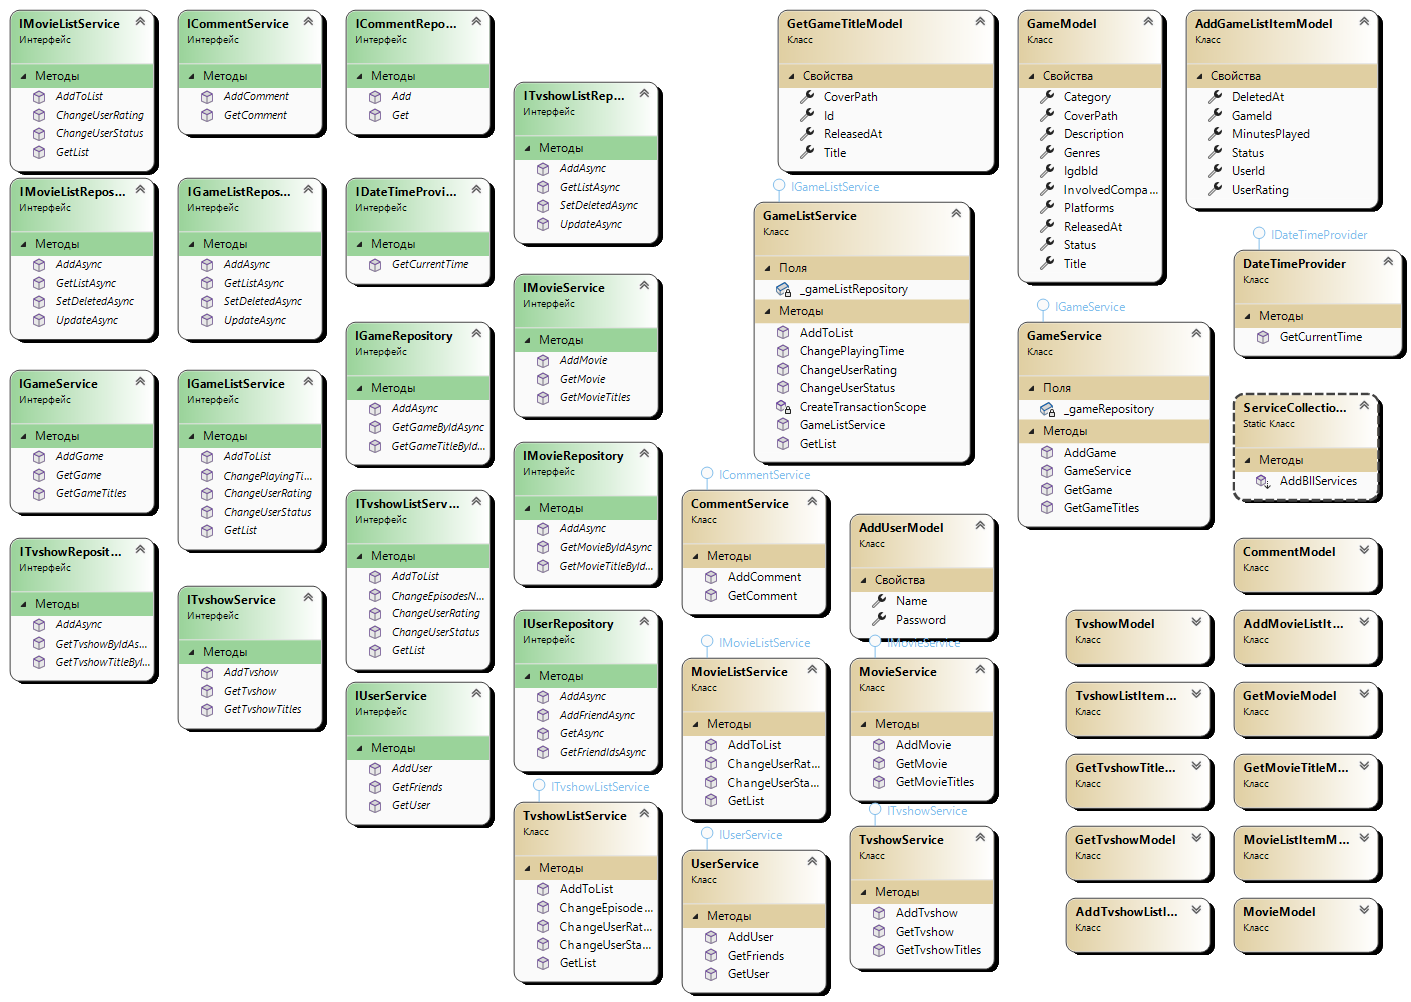 IMovieListService
Интерфейс
Методы
AddToList
ChangeUserRating
ChangeUserStatus
GetList
ICommentService
Интерфейс
Методы
AddComment
GetComment
ICommentRepo...
Интерфейс
Методы
Add
Get
ITvshowListRep...
Интерфейс
Методы
AddAsync
GetListAsync
SetDeletedAsync
UpdateAsync
IMovieListRepos...
Интерфейс
Методы
AddAsync
GetListAsync
SetDeletedAsync
UpdateAsync
IGameListRepos...
Интерфейс
Методы
AddAsync
GetListAsync
SetDeletedAsync
UpdateAsync
IDateTimeProvi...
Интерфейс
Методы
GetCurrentTime
IMovieService
Интерфейс
Методы
AddMovie
GetMovie
GetMovieTitles
IGameRepository
Интерфейс
Методы
AddAsync
GetGameByIdAsync
GetGameTitleById...
IGameService
Интерфейс
Методы
AddGame
GetGame
GetGameTitles
IGameListService
Интерфейс
Методы
AddToList
ChangePlayingTi...
ChangeUserRating
ChangeUserStatus
GetList
IMovieRepository
Интерфейс
Методы
AddAsync
GetMovieByIdAsync
GetMovieTitleById...
ITvshowListServ...
Интерфейс
Методы
AddToList
ChangeEpisodesN...
ChangeUserRating
ChangeUserStatus
GetList
ITvshowReposit...
Интерфейс
Методы
AddAsync
GetTvshowByIdAs...
GetTvshowTitleByI...
ITvshowService
Интерфейс
Методы
AddTvshow
GetTvshow
GetTvshowTitles
IUserRepository
Интерфейс
Методы
AddAsync
AddFriendAsync
GetAsync
GetFriendIdsAsync
IUserService
Интерфейс
Методы
AddUser
GetFriends
GetUser
ITvshowListService
TvshowListService
Класс
Методы
AddToList
ChangeEpisode...
ChangeUserRat...
ChangeUserSta...
GetList
GetGameTitleModel
Класс
Свойства
CoverPath
Id
ReleasedAt
Title
GameModel
Класс
Свойства
Category
CoverPath
Description
Genres
IgdbId
InvolvedCompa...
Platforms
ReleasedAt
Status
Title
AddGameListItemModel
Класс
Свойства
DeletedAt
GameId
MinutesPlayed
Status
UserId
UserRating
IGameListService
GameListService
Класс
Поля
_gameListRepository
Методы
AddToList
ChangePlayingTime
ChangeUserRating
ChangeUserStatus
CreateTransactionScope
GameListService
GetList
IDateTimeProvider
DateTimeProvider
Класс
Методы
GetCurrentTime
IGameService
GameService
Класс
Поля
_gameRepository
Методы
AddGame
GameService
GetGame
GetGameTitles
ServiceCollectio...
Static Класс
Методы
AddBllServices
ICommentService
CommentService
Класс
Методы
AddComment
GetComment
AddUserModel
Класс
Свойства
Name
Password
IMovieListService
MovieListService
Класс
Методы
AddToList
ChangeUserRat...
ChangeUserSta...
GetList
IMovieService
MovieService
Класс
Методы
AddMovie
GetMovie
GetMovieTitles
IUserService
UserService
Класс
Методы
AddUser
GetFriends
GetUser
ITvshowService
TvshowService
Класс
Методы
AddTvshow
GetTvshow
GetTvshowTitles
CommentModel
Класс
TvshowModel
Класс
AddMovieListIt...
Класс
TvshowListItem...
Класс
GetMovieModel
Класс
GetTvshowTitle...
Класс
GetMovieTitleM...
Класс
GetTvshowModel
Класс
MovieListItemM...
Класс
AddTvshowListI...
Класс
MovieModel
Класс